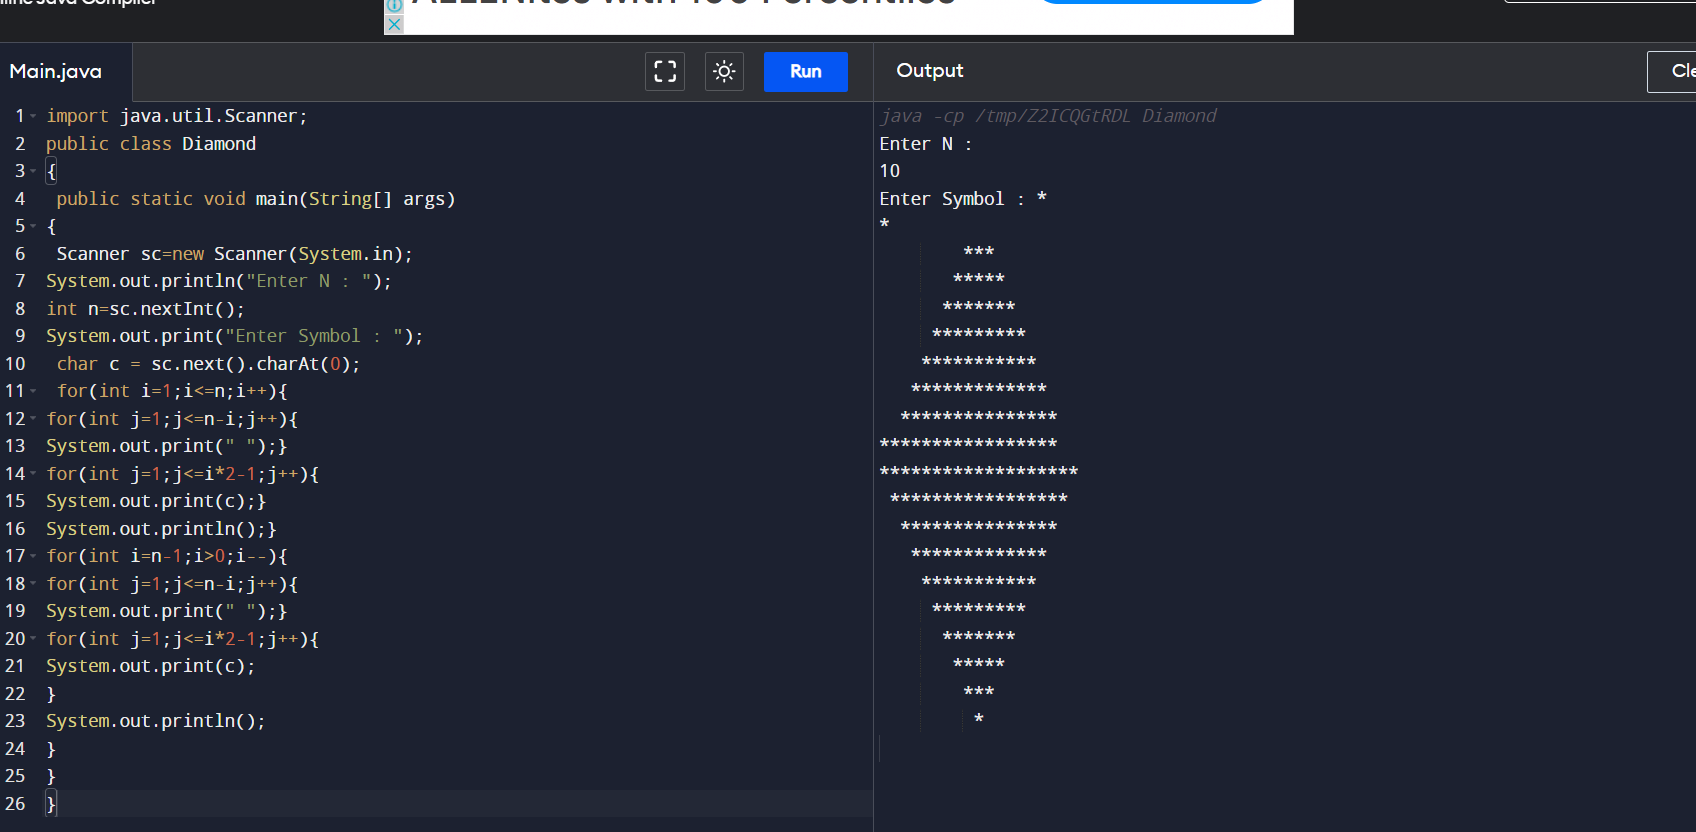 Main.java
Run
Output
1 import java.util.Scanner;
2 public class Diamond
3 {
4  public static void main(String[] args)
5 {
6  Scanner sc=new Scanner(System.in);
7 System.out.println("Enter N : ");
8 int n=sc.nextInt();
9 System.out.print("Enter Symbol : ");
10  char c = sc.next().charAt(0);
11  for(int i=1;i<=n;i++){
12 for(int j=1;j<=n-i;j++){
13 System.out.print(" ");}
14 for(int j=1;j<=i*2-1;j++){
15 System.out.print(c);}
16 System.out.println();}
17 for(int i=n-1;i>0;i--){
18 for(int j=1;j<=n-i;j++){
19 System.out.print(" ");}
20 for(int j=1;j<=i*2-1;j++){
21 System.out.print(c);
22 }
23 System.out.println();
24 }
25 }
26 }
java -cp /tmp/Z2ICQGtRDL Diamond
Enter N :
10
Enter Symbol : *
*
        ***
       *****
      *******
     *********
    ***********
   *************
  ***************
*****************
*******************
 *****************
  ***************
   *************
    ***********
     *********
      *******
       *****
        ***
         *